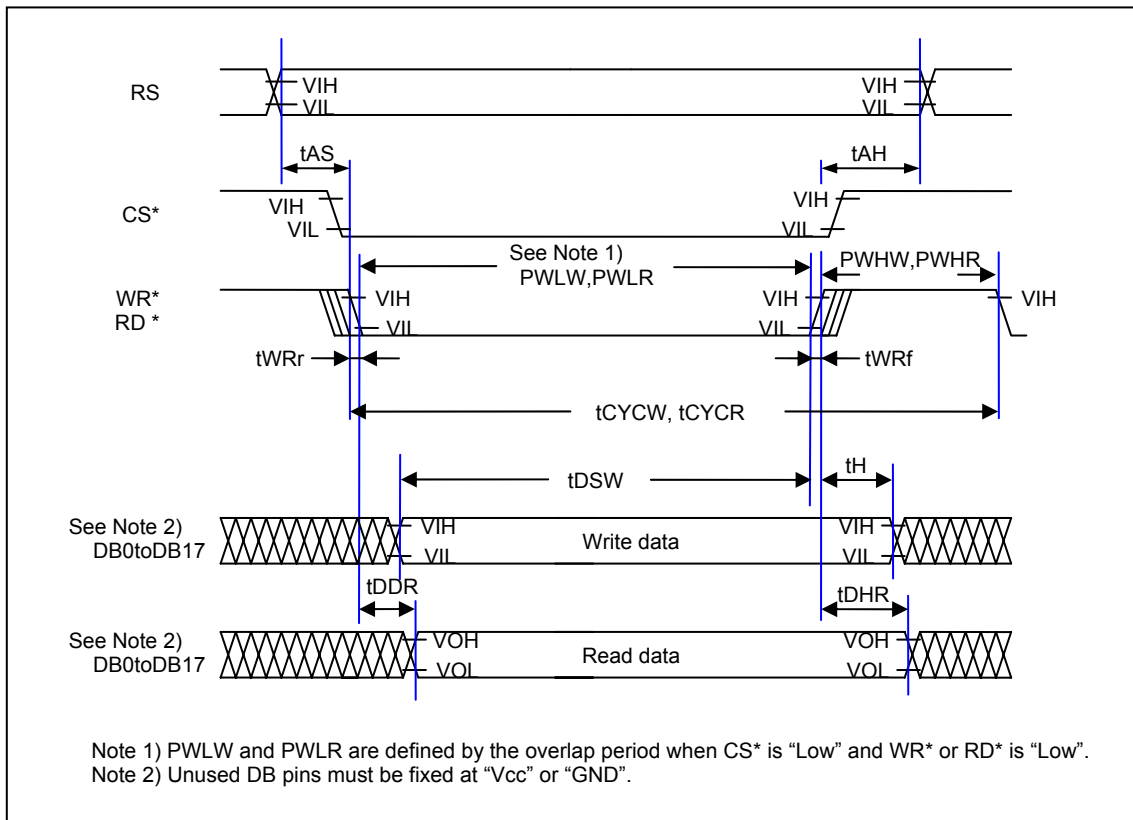 RS
VIH
VIL
VIH
VIL
tAS
tAH
CS*
VIH
VIL
VIH
VIL
See Note 1)
PWLW,PWLR
PWHW,PWHR
WR*
RD *
VIH
VIL
VIH
VIL
VIH
tWRr
tWRf
tCYCW, tCYCR
tDSW
tH
See Note 2)
DB0toDB17
VIH
VIL
Write data
VIH
VIL
tDDR
tDHR
See Note 2)
DB0toDB17
VOH
VOL
Read data
VOH
VOL
Note 1) PWLW and PWLR are defined by the overlap period when CS* is “Low” and WR* or RD* is “Low”.
Note 2) Unused DB pins must be fixed at “Vcc” or “GND”.